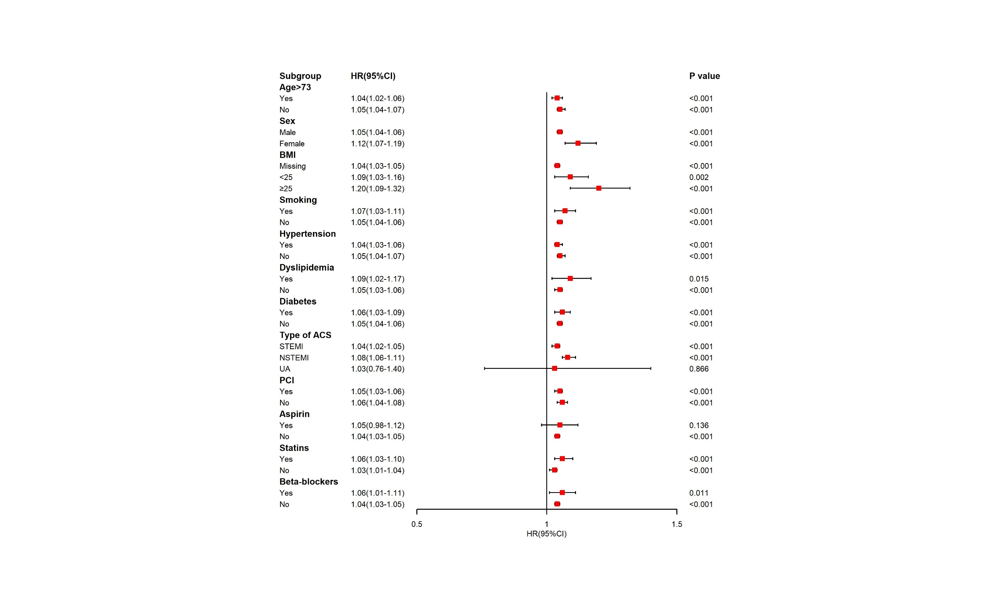 Subgroup HR(95%CI) P value
Age>73
Yes 1.04(1.02-1.06) <0.001
No 1.05(1.04-1.07) <0.001
Sex
Male 1.05(1.04-1.06) <0.001
Female 1.12(1.07-1.19) <0.001
BMI
Missing 1.04(1.03-1.05) <0.001
<25 1.09(1.03-1.16) 0.002
≥25 1.20(1.09-1.32) <0.001
Smoking
Yes 1.07(1.03-1.11) <0.001
No 1.05(1.04-1.06) <0.001
Hypertension
Yes 1.04(1.03-1.06) <0.001
No 1.05(1.04-1.07) <0.001
Dyslipidemia
Yes 1.09(1.02-1.17) 0.015
No 1.05(1.03-1.06) <0.001
Diabetes
Yes 1.06(1.03-1.09) <0.001
No 1.05(1.04-1.06) <0.001
Type of ACS
STEMI 1.04(1.02-1.05) <0.001
NSTEMI 1.08(1.06-1.11) <0.001
UA 1.03(0.76-1.40) 0.866
PCI
Yes 1.05(1.03-1.06) <0.001
No 1.06(1.04-1.08) <0.001
Aspirin
Yes 1.05(0.98-1.12) 0.136
No 1.04(1.03-1.05) <0.001
Statins
Yes 1.06(1.03-1.10) <0.001
No 1.03(1.01-1.04) <0.001
Beta-blockers
Yes 1.06(1.01-1.11) 0.011
No 1.04(1.03-1.05) <0.001
0.5 1 1.5
HR(95%CI)